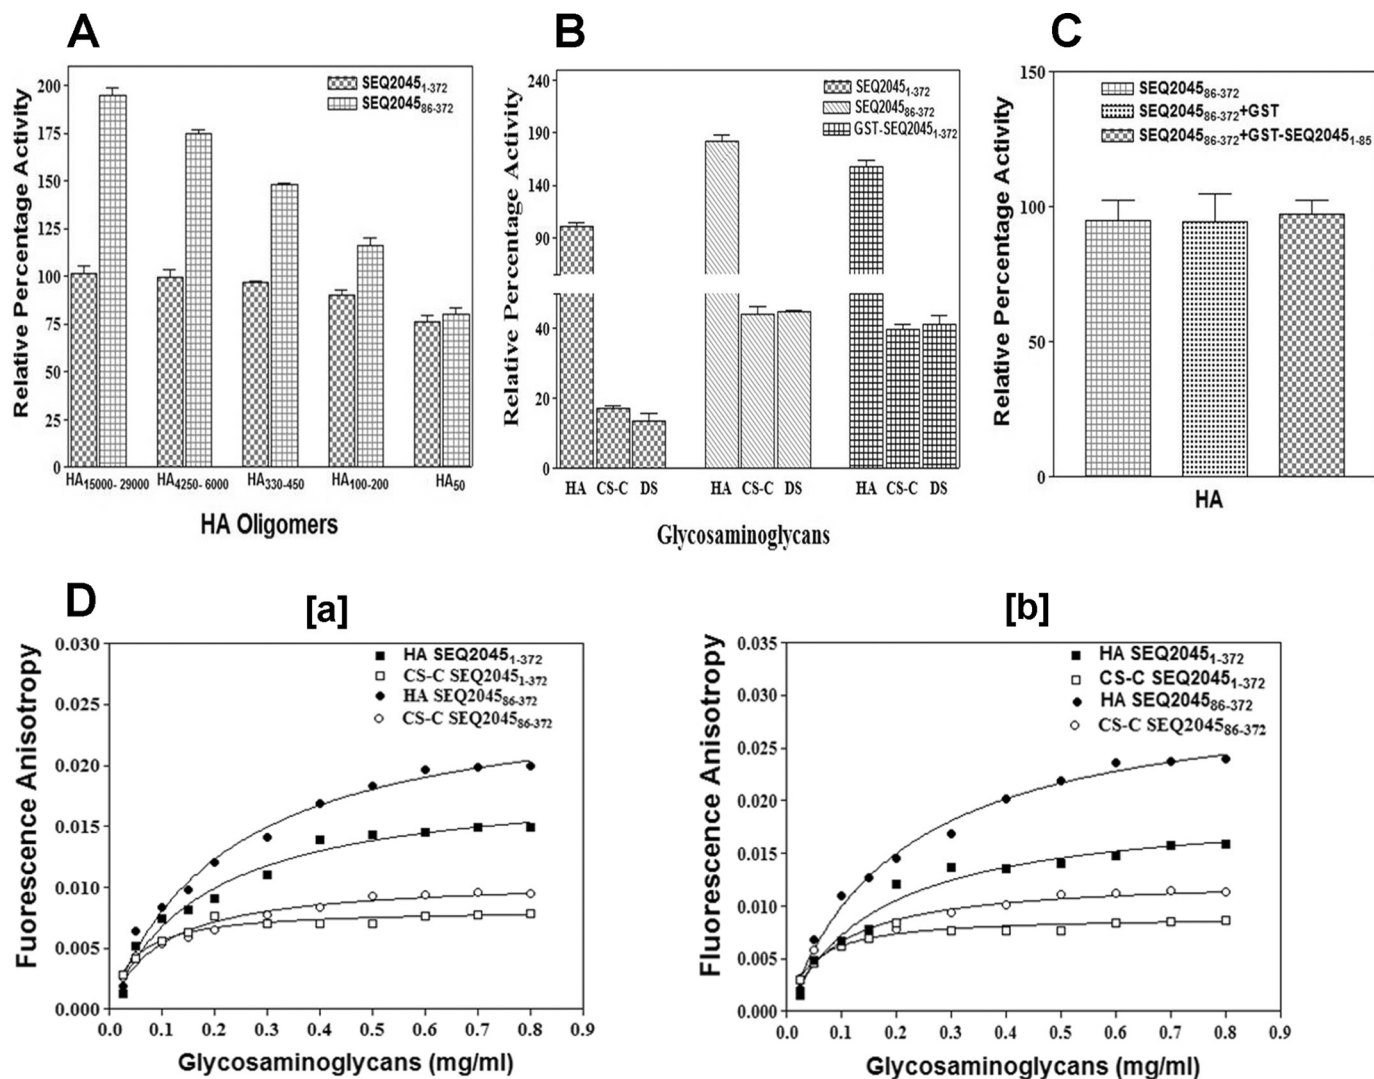 A
Relative Percentage Activity
200
175
150
125
100
75
50
25
0
SEQ2045₁₋₃₇₂
SEQ2045₈₆₋₃₇₂
HA₁₅₀₀₀₋ ₂₉₀₀₀ HA₄₂₅₀₋ ₆₀₀₀ HA₃₃₀₋₄₅₀ HA₁₀₀₋₂₀₀ HA₅₀
HA Oligomers
B
Relative Percentage Activity
240
190
140
90
40
20
0
SEQ2045₁₋₃₇₂
SEQ2045₈₆₋₃₇₂
GST-SEQ2045₁₋₃₇₂
HA CS-C DS HA CS-C DS HA CS-C DS
Glycosaminoglycans
C
Relative Percentage Activity
150
100
50
0
SEQ2045₈₆₋₃₇₂
SEQ2045₈₆₋₃₇₂+GST
SEQ2045₈₆₋₃₇₂+GST-SEQ2045₁₋₈₅
HA
D
[a]
Fluorescence Anisotropy
0.030
0.025
0.020
0.015
0.010
0.005
0.000
HA SEQ2045₁₋₃₇₂
CS-C SEQ2045₁₋₃₇₂
HA SEQ2045₈₆₋₃₇₂
CS-C SEQ2045₈₆₋₃₇₂
0.0 0.1 0.2 0.3 0.4 0.5 0.6 0.7 0.8 0.9
Glycosaminoglycans (mg/ml)
[b]
Fluorescence Anisotropy
0.035
0.030
0.025
0.020
0.015
0.010
0.005
0.000
HA SEQ2045₁₋₃₇₂
CS-C SEQ2045₁₋₃₇₂
HA SEQ2045₈₆₋₃₇₂
CS-C SEQ2045₈₆₋₃₇₂
0.0 0.1 0.2 0.3 0.4 0.5 0.6 0.7 0.8 0.9
Glycosaminoglycans (mg/ml)